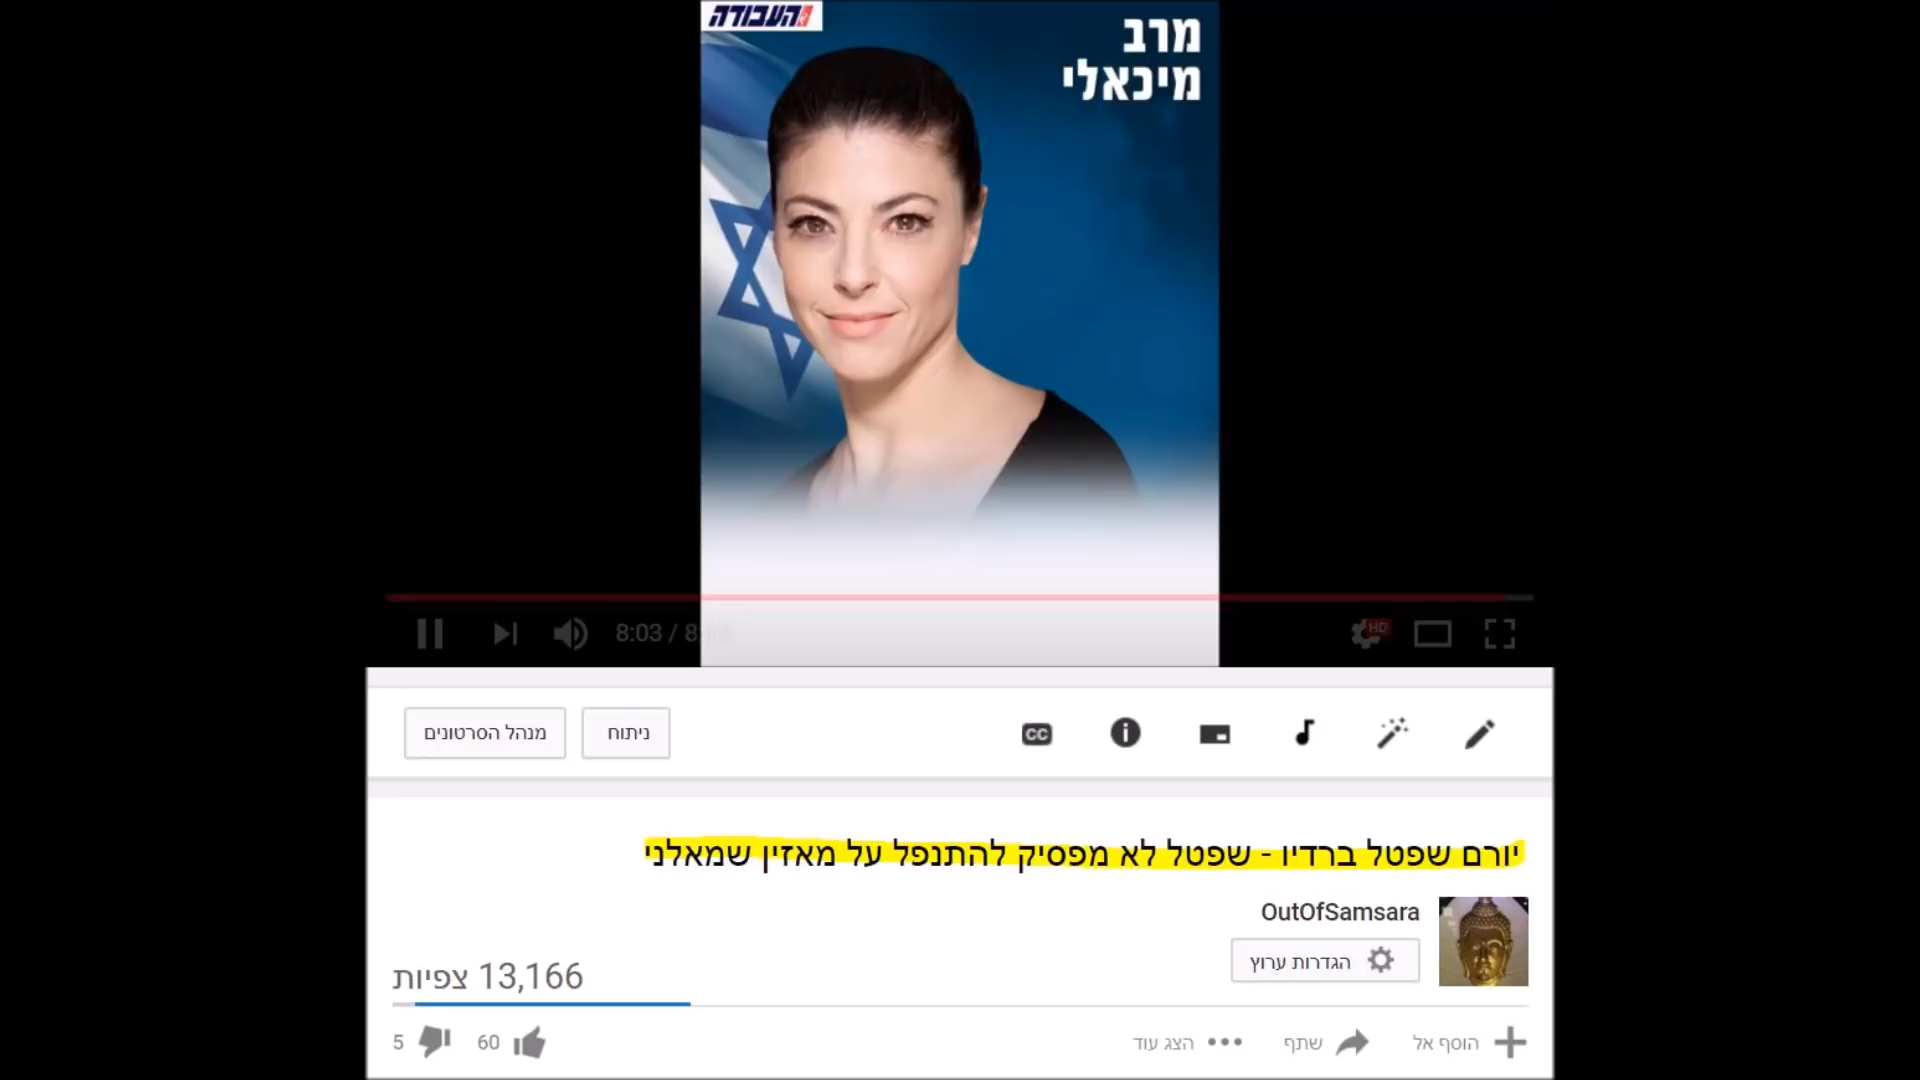 העבודה
מרב
מיכאלי
8:03 / 8:
HD
מנהל הסרטונים
ניתוח
CC
יורם שפטל ברדיו - שפטל לא מפסיק להתנפל על מאזין שמאלני
OutOfSamsara
הגדרות ערוץ
13,166 צפיות
הוסף אל
שתף
הצג עוד
60
5